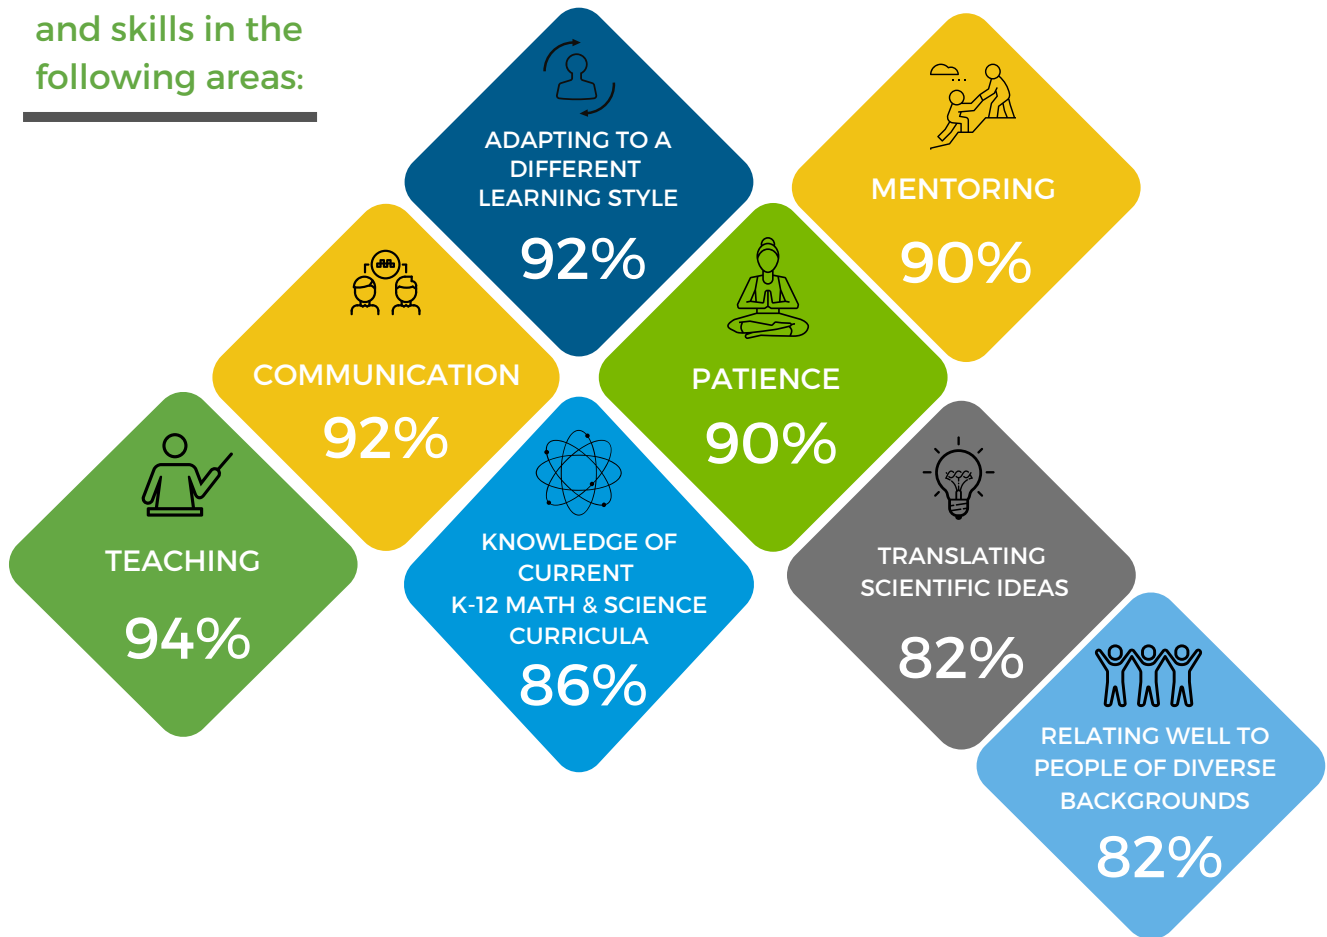 and skills in the
following areas:
ADAPTING TO A
DIFFERENT
LEARNING STYLE
92%
MENTORING
90%
COMMUNICATION
92%
PATIENCE
90%
TEACHING
94%
KNOWLEDGE OF
CURRENT
K-12 MATH & SCIENCE
CURRICULA
86%
TRANSLATING
SCIENTIFIC IDEAS
82%
RELATING WELL TO
PEOPLE OF DIVERSE
BACKGROUNDS
82%